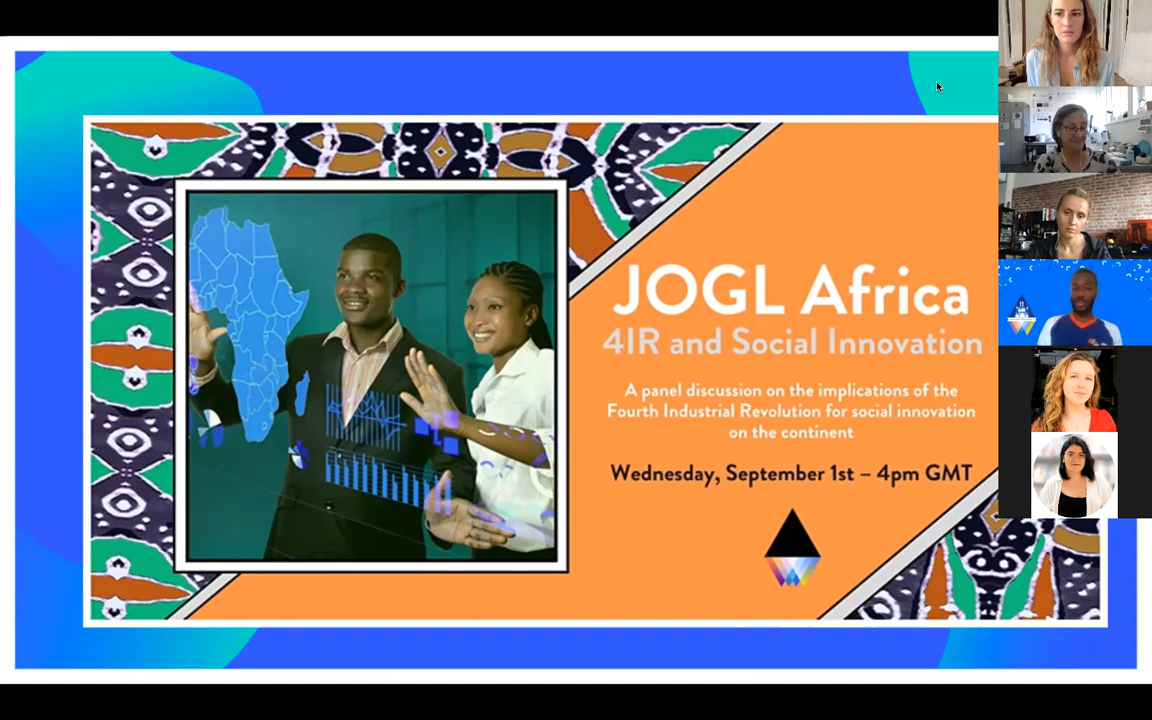 JOGL Africa
4IR and Social Innovation
A panel discussion on the implications of the
Fourth Industrial Revolution for social innovation
on the continent
Wednesday, September 1st – 4pm GMT